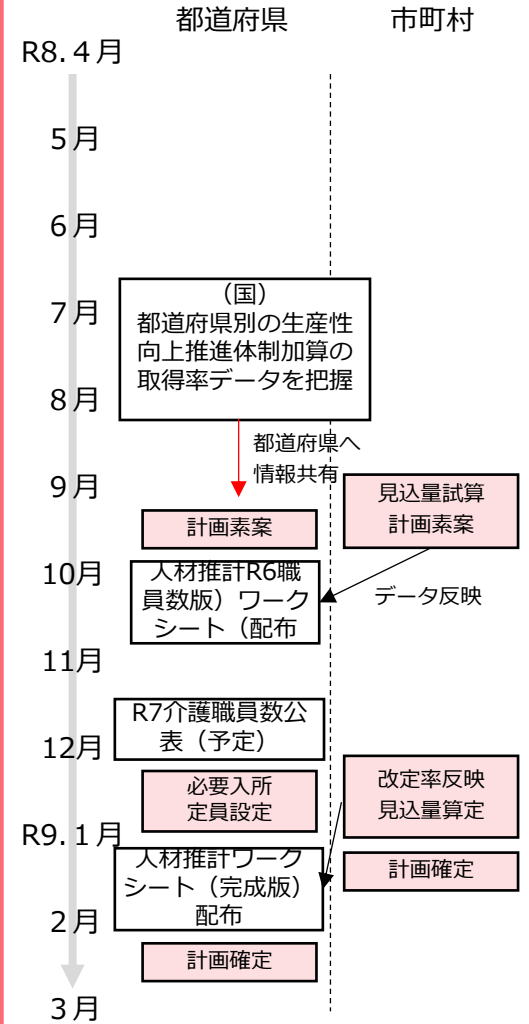 都道府県
市町村
R8.４月
５月
６月
（国）
都道府県別の生産性
向上推進体制加算の
取得率データを把握
７月
８月
都道府県へ
情報共有
９月
見込量試算
計画素案
計画素案
10月
人材推計R6職
員数版）ワーク
シート（配布
データ反映
11月
R7介護職員数公
表（予定）
12月
必要入所
定員設定
改定率反映
見込量算定
R9.１月
人材推計ワーク
シート（完成版）
配布
計画確定
２月
計画確定
３月